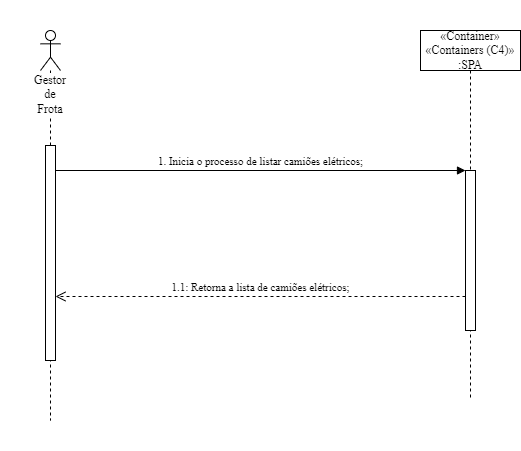 «Container»
«Containers (C4)»
:SPA
Gestor
de
Frota
1. Inicia o processo de listar camiões elétricos;
1.1: Retorna a lista de camiões elétricos;